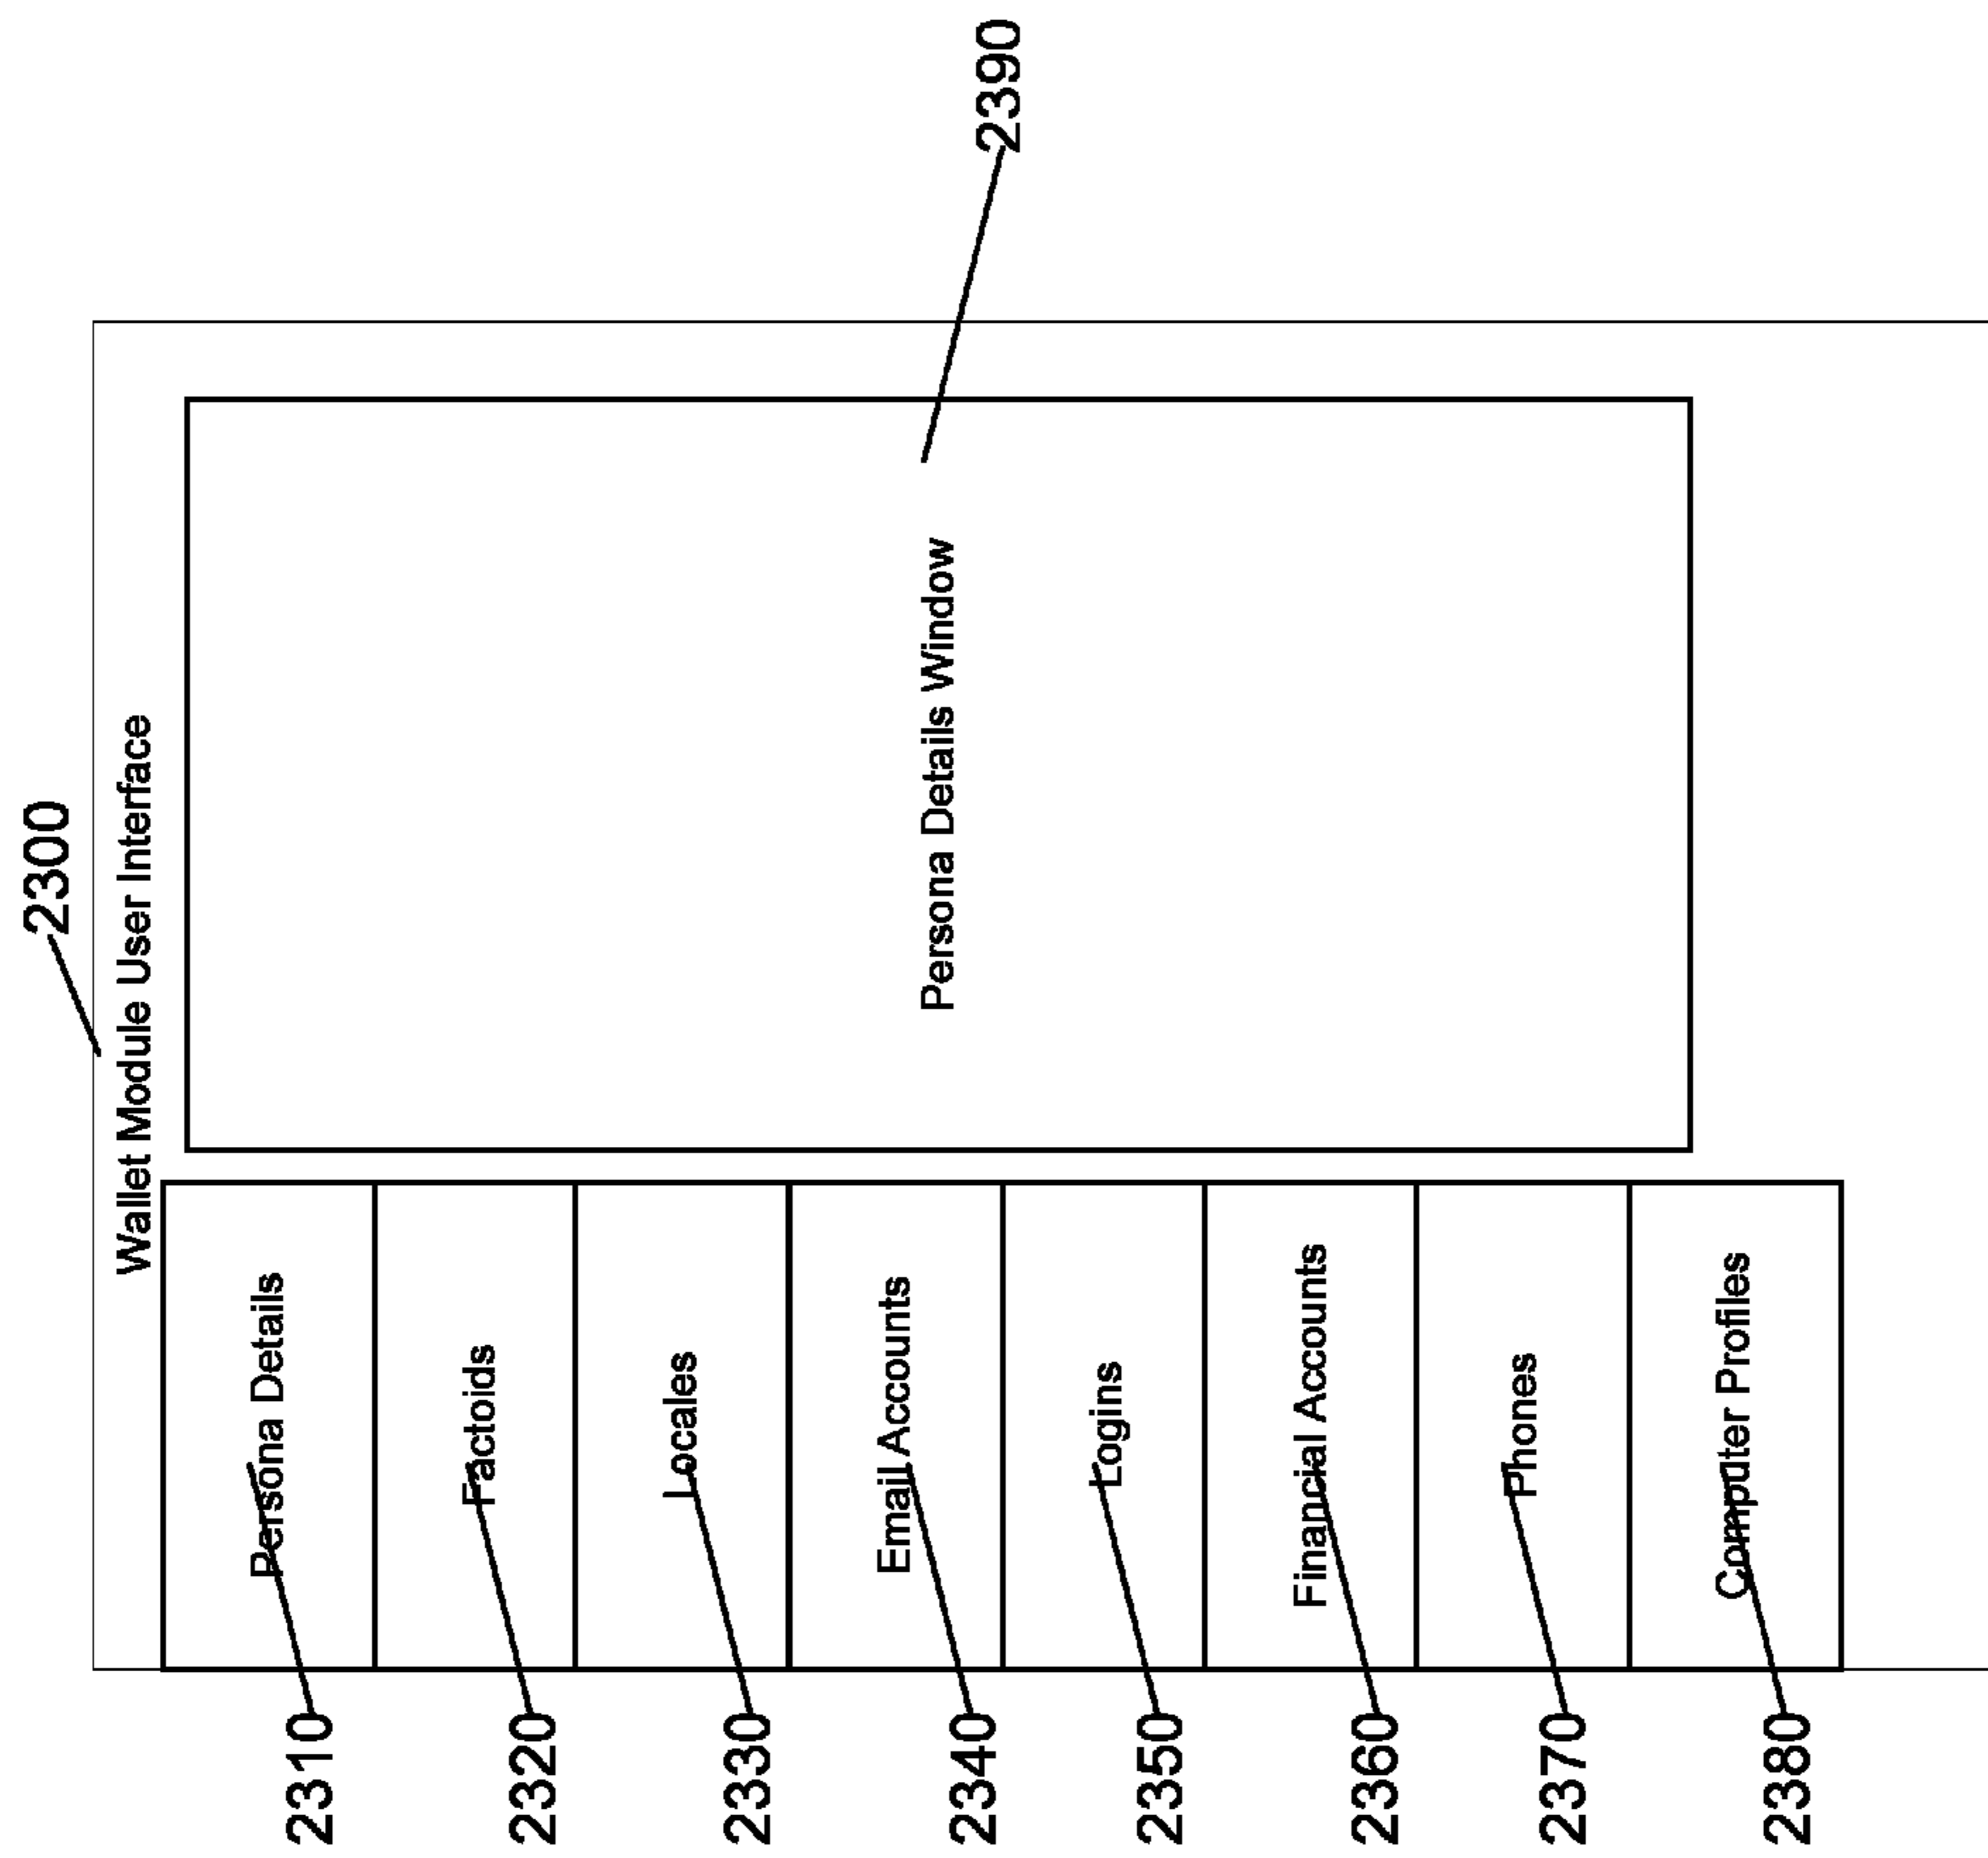 2300
Wallet Module User Interface
2310
Persona Details
2320
Factoids
2330
Locales
2340
Email Accounts
2350
Logins
2360
Financial Accounts
2370
Phones
2380
Computer Profiles
Persona Details Window
2390